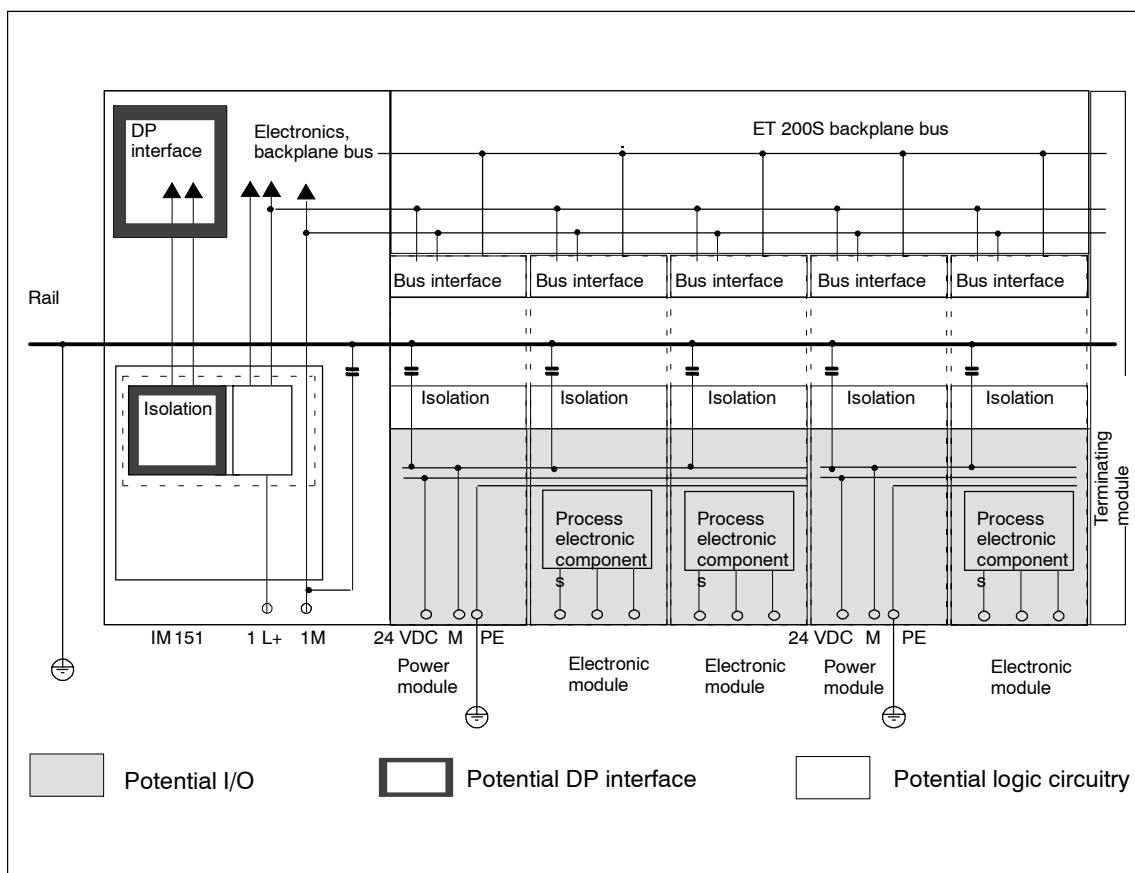 DP
interface
Electronics,
backplane bus
ET 200S backplane bus
Bus interface
Bus interface
Bus interface
Bus interface
Bus interface
Rail
Isolation
Isolation
Isolation
Isolation
Isolation
Isolation
Process
electronic
component
s
Process
electronic
component
s
Process
electronic
component
s
Terminating
module
IM 151
1 L+
1M
24 VDC M PE
24 VDC M PE
Power
module
Electronic
module
Electronic
module
Power
module
Electronic
module
Potential I/O
Potential DP interface
Potential logic circuitry